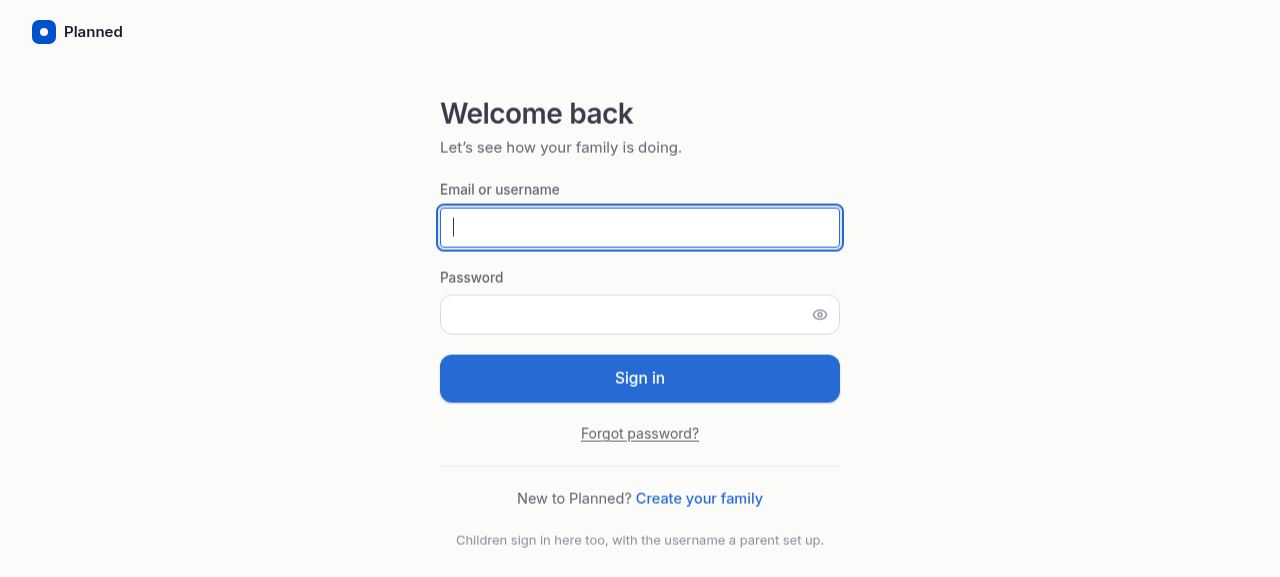 Planned
Welcome back
Let’s see how your family is doing.
Email or username
Password
Sign in
Forgot password?
New to Planned? Create your family
Children sign in here too, with the username a parent set up.